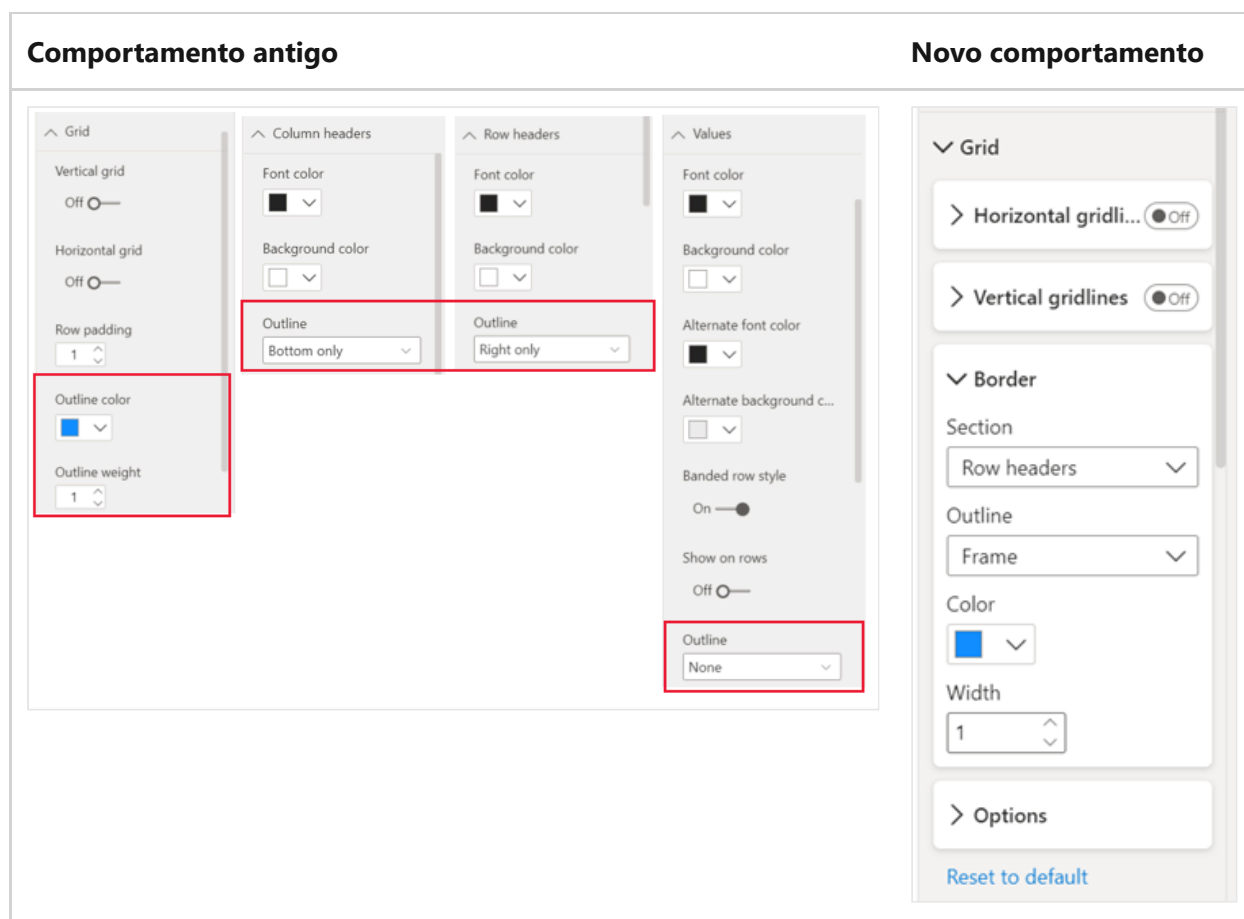 Comportamento antigo
Novo comportamento
Grid
Vertical grid
Off
Horizontal grid
Off
Row padding
1
Outline color
Outline weight
1
Column headers
Font color
Background color
Outline
Bottom only
Row headers
Font color
Background color
Outline
Right only
Values
Font color
Background color
Alternate font color
Alternate background c...
Banded row style
On
Show on rows
Off
Outline
None
Grid
Horizontal gridli... Off
Vertical gridlines Off
Border
Section
Row headers
Outline
Frame
Color
Width
1
Options
Reset to default